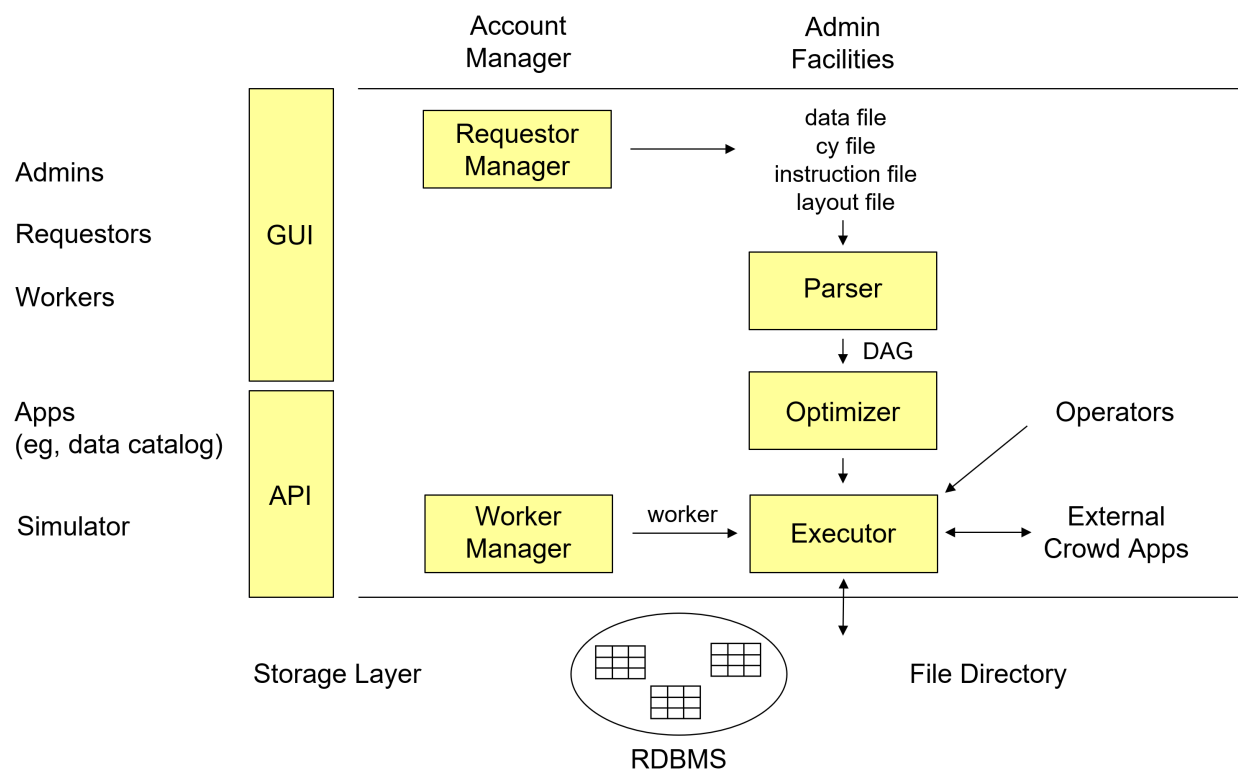 Account
Manager
Admin
Facilities
Requestor
Manager
data file
cy file
instruction file
layout file
Admins
Requestors
Workers
GUI
Parser
DAG
Apps
(eg, data catalog)
Optimizer
Operators
API
Simulator
Worker
Manager
worker
Executor
External
Crowd Apps
Storage Layer
File Directory
RDBMS